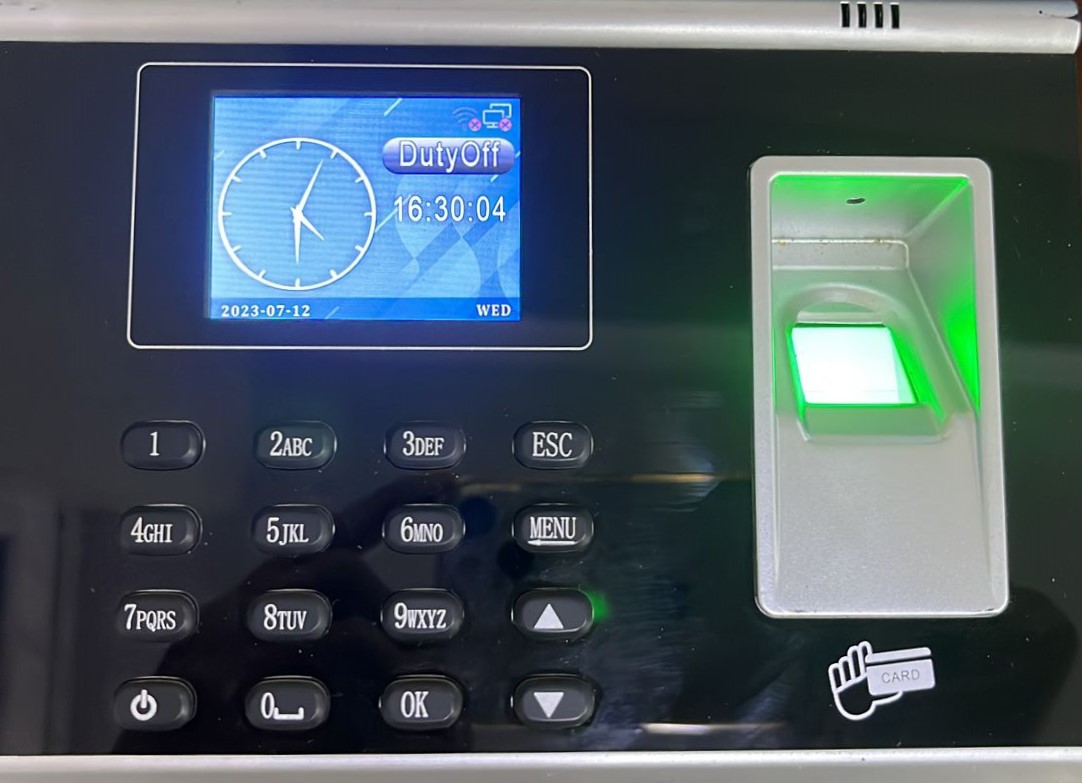 DutyOff
16:30:04
2023-07-12 WED
1 2ABC 3DEF ESC
4GHI 5JKL 6MNO MENU
7PQRS 8TUV 9WXYZ
0 OK
CARD